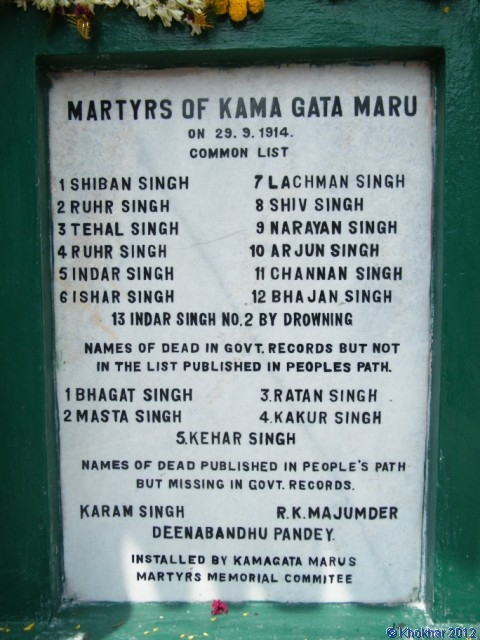 MARTYRS OF KAMA GATA MARU
ON 29.9.1914.
COMMON LIST
1 SHIBAN SINGH 7 LACHMAN SINGH
2 RUHR SINGH 8 SHIV SINGH
3 TEHAL SINGH 9 NARAYAN SINGH
4 RUHR SINGH 10 ARJUN SINGH
5 INDAR SINGH 11 CHANNAN SINGH
6 ISHAR SINGH 12 BHAJAN SINGH
13 INDAR SINGH NO.2 BY DROWNING
NAMES OF DEAD IN GOVT. RECORDS BUT NOT
IN THE LIST PUBLISHED IN PEOPLES PATH.
1 BHAGAT SINGH 3.RATAN SINGH
2 MASTA SINGH 4.KAKUR SINGH
5.KEHAR SINGH
NAMES OF DEAD PUBLISHED IN PEOPLE'S PATH
BUT MISSING IN GOVT. RECORDS.
KARAM SINGH R.K.MAJUMDER
DEENABANDHU PANDEY.
INSTALLED BY KAMAGATA MARUS
MARTYRS MEMORIAL COMMITEE
© Khokhar 2012